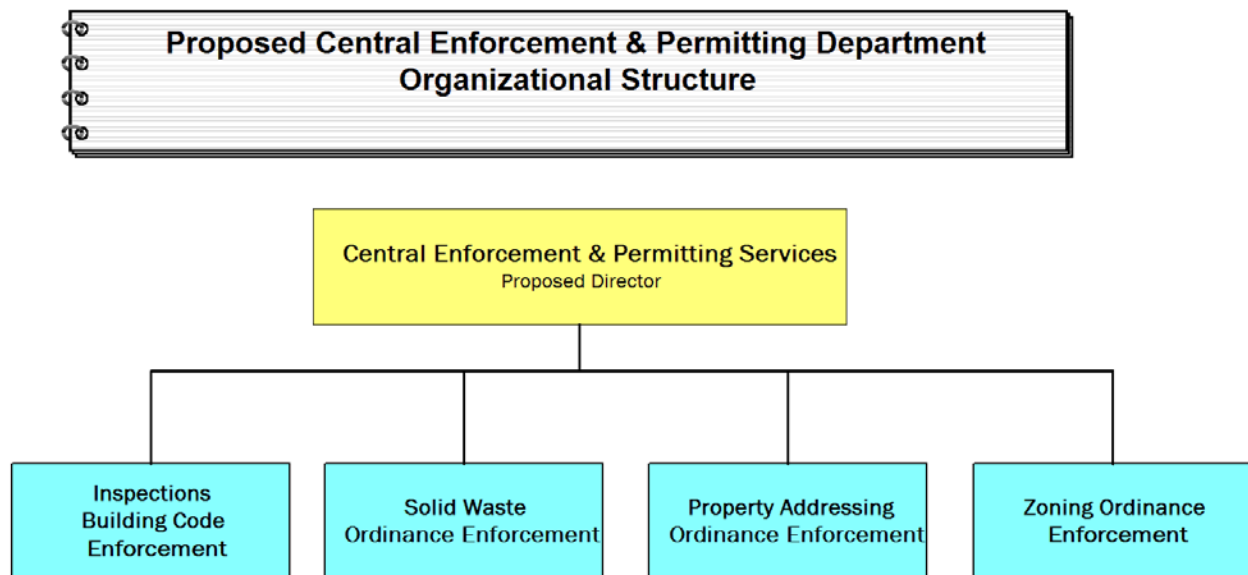 Proposed Central Enforcement & Permitting Department
Organizational Structure
Central Enforcement & Permitting Services
Proposed Director
Inspections
Building Code
Enforcement
Solid Waste
Ordinance Enforcement
Property Addressing
Ordinance Enforcement
Zoning Ordinance
Enforcement